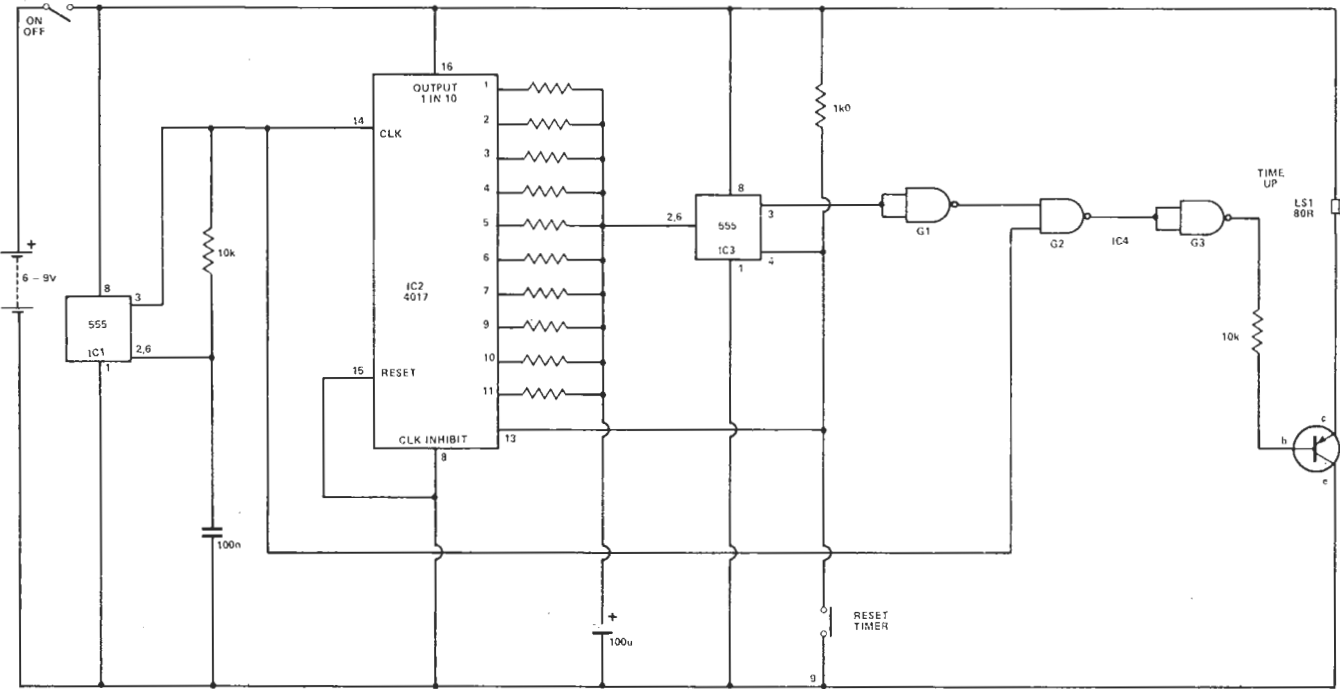 ON
OFF
+
6 – 9V
8
3
555
IC1
2,6
1
10k
100n
16
OUTPUT
1 IN 10
14
CLK
1
2
3
4
5
6
7
9
10
11
IC2
4017
15
RESET
CLK INHIBIT
13
8
+
100u
2,6
8
3
555
IC3
4
1
1k0
RESET
TIMER
9
G1
G2
IC4
G3
TIME
UP
LS1
80R
10k
c
b
e